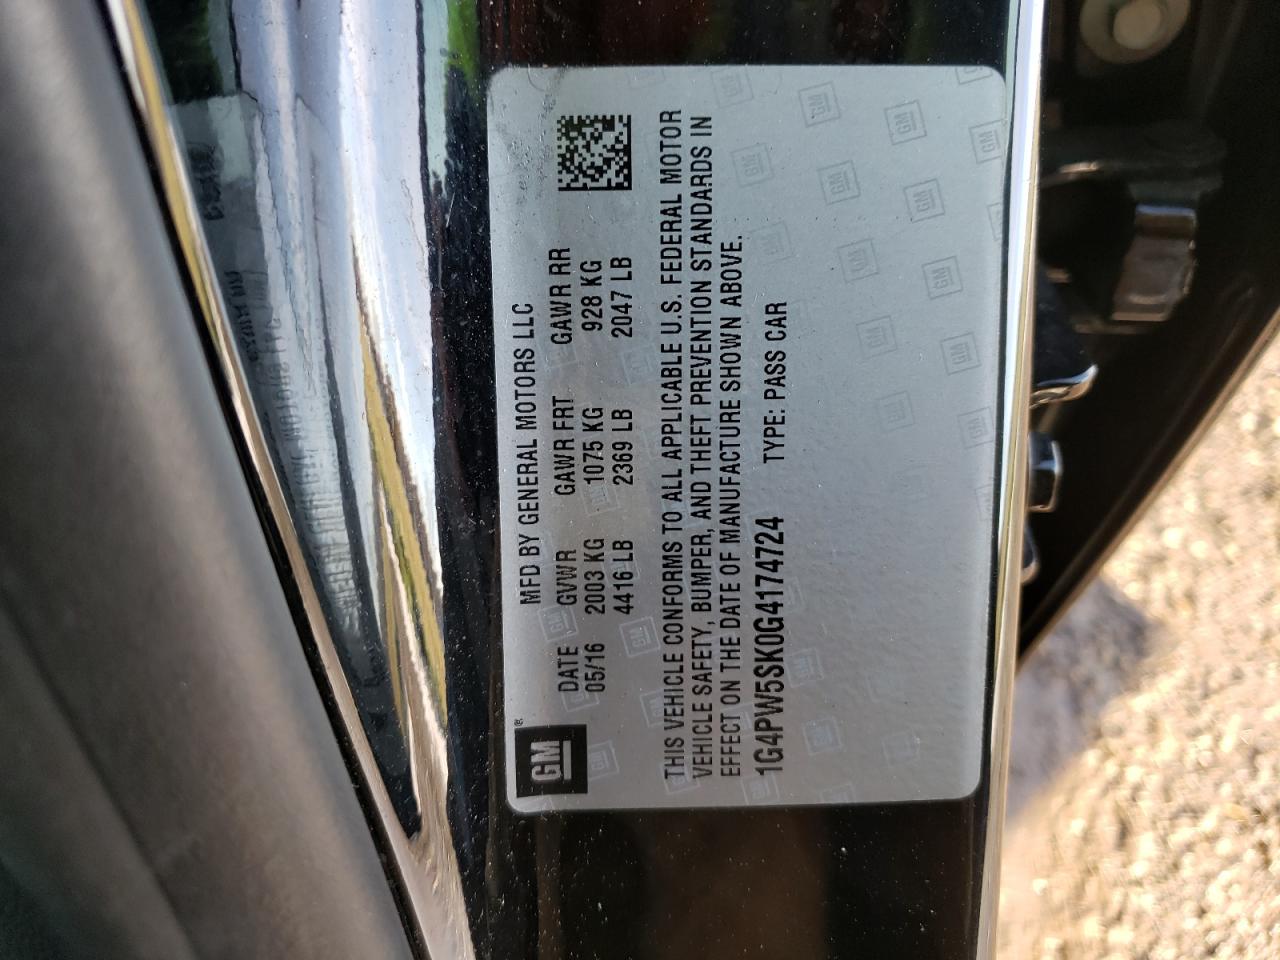 GM®
MFD BY GENERAL MOTORS LLC
DATE GVWR GAWR FRT GAWR RR
05/16 2003 KG 1075 KG 928 KG
4416 LB 2369 LB 2047 LB
THIS VEHICLE CONFORMS TO ALL APPLICABLE U.S. FEDERAL MOTOR
VEHICLE SAFETY, BUMPER, AND THEFT PREVENTION STANDARDS IN
EFFECT ON THE DATE OF MANUFACTURE SHOWN ABOVE.
1G4PW5SK0G4174724 TYPE: PASS CAR